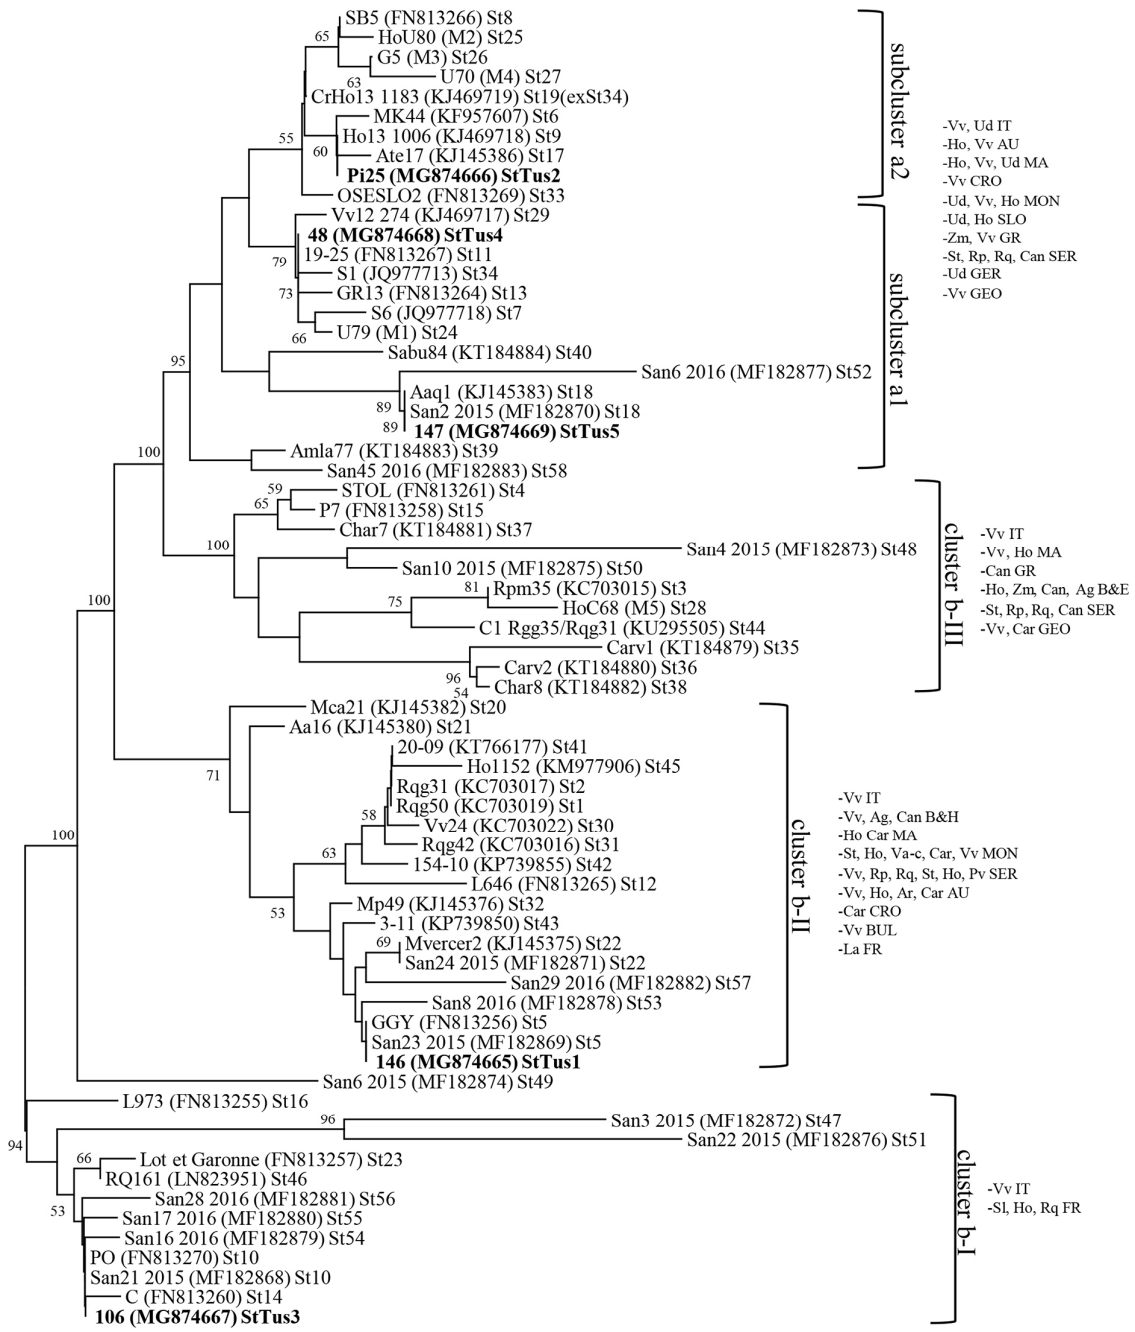 SB5 (FN813266) St8
65
HoU80 (M2) St25
G5 (M3) St26
U70 (M4) St27
63
CrHo13 1183 (KJ469719) St19(exSt34)
MK44 (KF957607) St6
55
Ho13 1006 (KJ469718) St9
60
Ate17 (KJ145386) St17
Pi25 (MG874666) StTus2
OSESLO2 (FN813269) St33
subcluster a2
Vv12 274 (KJ469717) St29
48 (MG874668) StTus4
19-25 (FN813267) St11
79
S1 (JQ977713) St34
73
GR13 (FN813264) St13
S6 (JQ977718) St7
66
U79 (M1) St24
Sabu84 (KT184884) St40
95
San6 2016 (MF182877) St52
Aaq1 (KJ145383) St18
89
San2 2015 (MF182870) St18
89
147 (MG874669) StTus5
100
Amla77 (KT184883) St39
San45 2016 (MF182883) St58
subcluster a1
-Vv, Ud IT
-Ho, Vv AU
-Ho, Vv, Ud MA
-Vv CRO
-Ud, Vv, Ho MON
-Ud, Ho SLO
-Zm, Vv GR
-St, Rp, Rq, Can SER
-Ud GER
-Vv GEO
59
STOL (FN813261) St4
65
P7 (FN813258) St15
Char7 (KT184881) St37
100
San4 2015 (MF182873) St48
San10 2015 (MF182875) St50
81
Rpm35 (KC703015) St3
75
HoC68 (M5) St28
100
C1 Rgg35/Rqg31 (KU295505) St44
Carv1 (KT184879) St35
Carv2 (KT184880) St36
96
Char8 (KT184882) St38
54
cluster b-III
-Vv IT
-Vv, Ho MA
-Can GR
-Ho, Zm, Can, Ag B&E
-St, Rp, Rq, Can SER
-Vv, Car GEO
Mca21 (KJ145382) St20
Aa16 (KJ145380) St21
20-09 (KT766177) St41
71
Ho1152 (KM977906) St45
Rqg31 (KC703017) St2
Rqg50 (KC703019) St1
58
Vv24 (KC703022) St30
100
Rqg42 (KC703016) St31
63
154-10 (KP739855) St42
L646 (FN813265) St12
Mp49 (KJ145376) St32
53
3-11 (KP739850) St43
69
Mvercer2 (KJ145375) St22
San24 2015 (MF182871) St22
San29 2016 (MF182882) St57
San8 2016 (MF182878) St53
GGY (FN813256) St5
San23 2015 (MF182869) St5
146 (MG874665) StTus1
cluster b-II
-Vv IT
-Vv, Ag, Can B&H
-Ho Car MA
-St, Ho, Va-c, Car, Vv MON
-Vv, Rp, Rq, St, Ho, Pv SER
-Vv, Ho, Ar, Car AU
-Car CRO
-Vv BUL
-La FR
San6 2015 (MF182874) St49
L973 (FN813255) St16
96
San3 2015 (MF182872) St47
94
San22 2015 (MF182876) St51
66
Lot et Garonne (FN813257) St23
RQ161 (LN823951) St46
San28 2016 (MF182881) St56
53
San17 2016 (MF182880) St55
San16 2016 (MF182879) St54
PO (FN813270) St10
San21 2015 (MF182868) St10
C (FN813260) St14
106 (MG874667) StTus3
cluster b-I
-Vv IT
-Sl, Ho, Rq FR